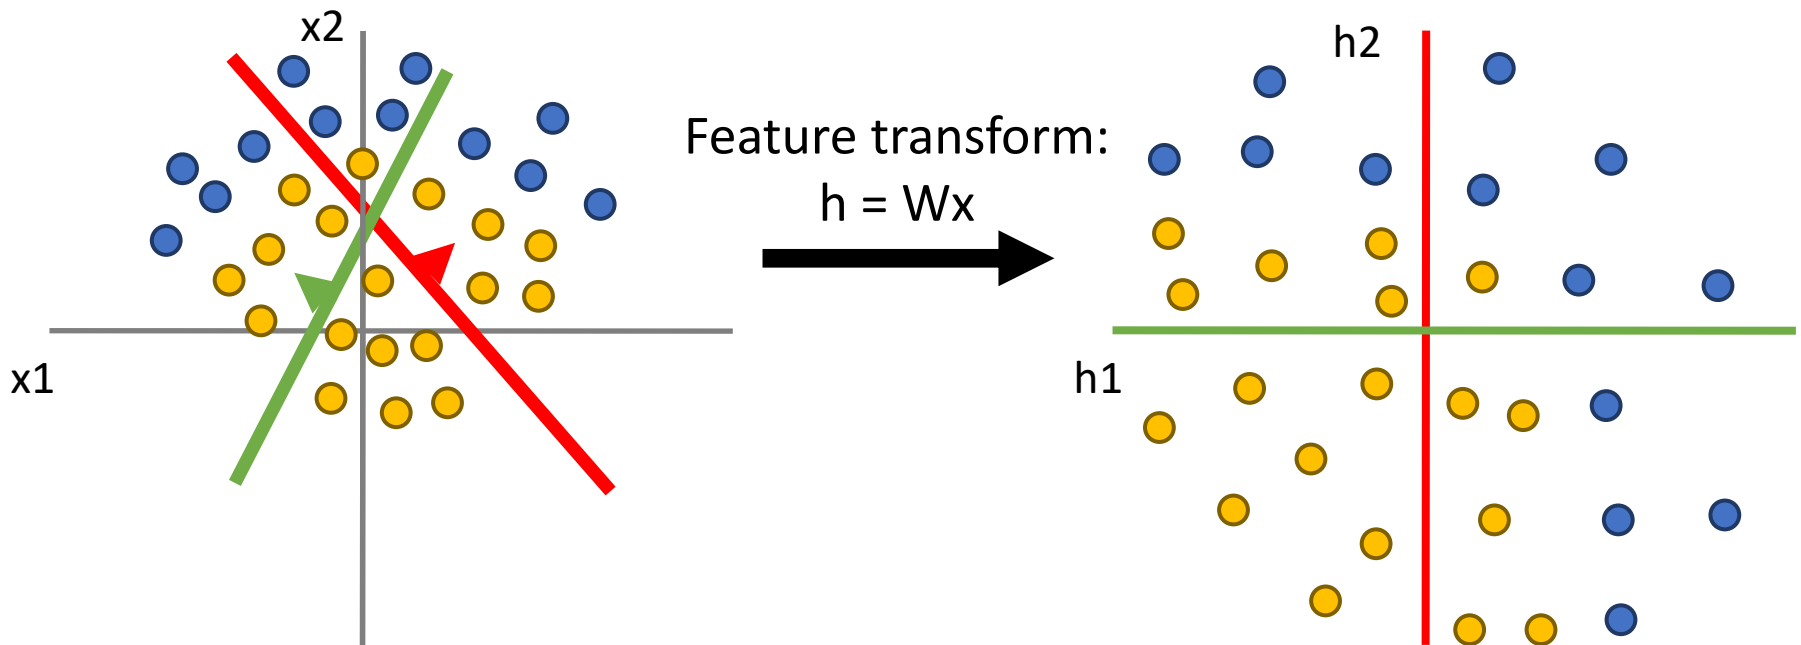 x2
x1
Feature transform:
h = Wx
h2
h1